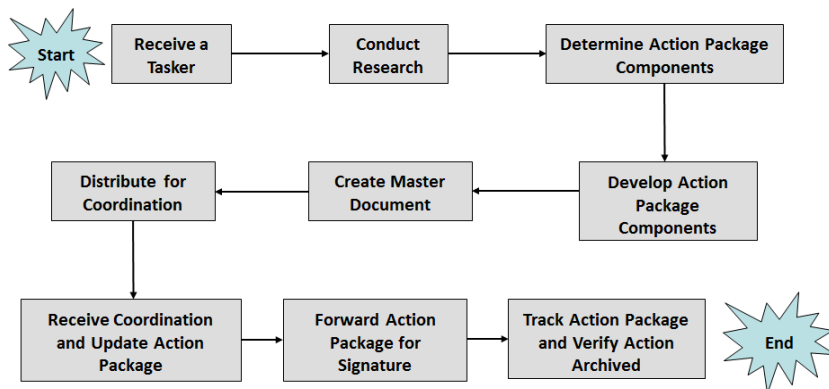 Start
Receive a
Tasker
Conduct
Research
Determine Action Package
Components
Develop Action
Package
Components
Create Master
Document
Distribute for
Coordination
Receive Coordination
and Update Action
Package
Forward Action
Package for
Signature
Track Action Package
and Verify Action
Archived
End